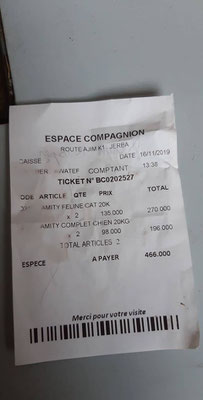 ESPACE COMPAGNION
ROUTE AJIM K1 JERBA
CAISSE DATE 16/11/2019
COMPTANT 13:38
TICKET N° BC0202527
ODE ARTICLE QTE PRIX TOTAL
AMITY FELINE CAT 20K
x 2 135.000 270.000
AMITY COMPLET CHIEN 20KG
x 2 98.000 196.000
TOTAL ARTICLES 2
ESPECE A PAYER 466.000
Merci pour votre visite